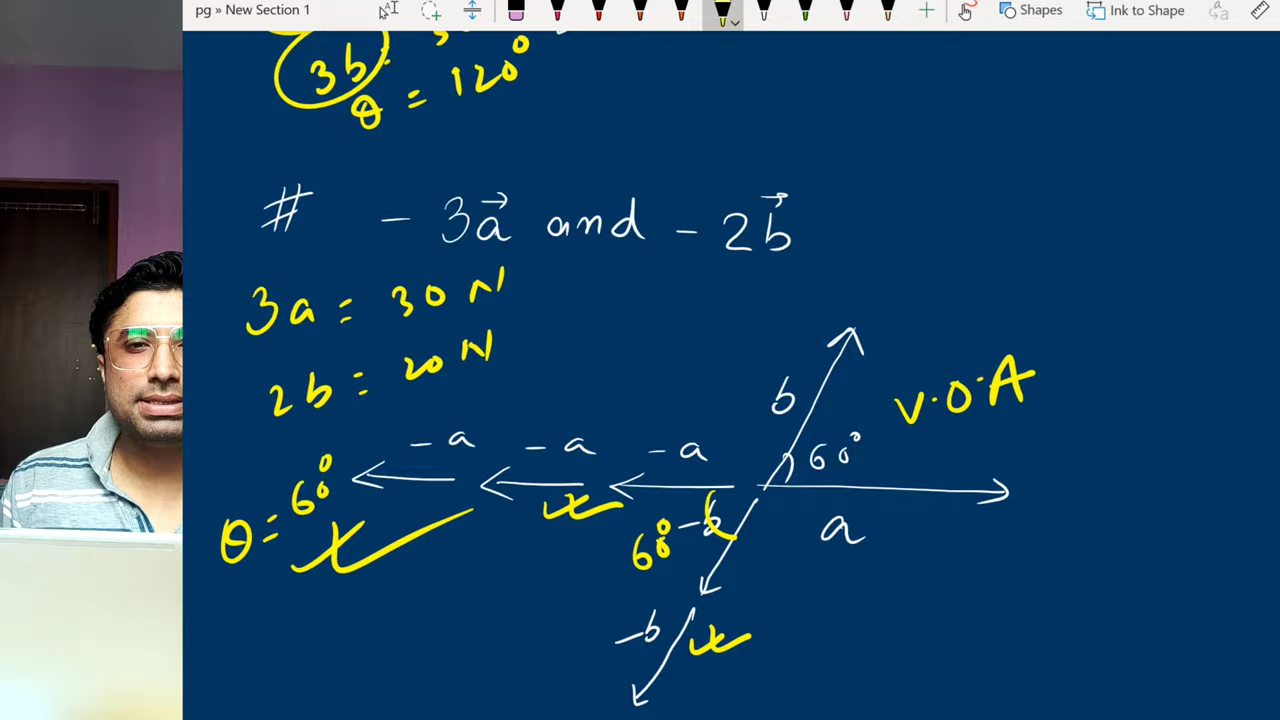 pg » New Section 1
Shapes
Ink to Shape
3b
θ = 120°
# - 3a⃗ and - 2b⃗
3a = 30 N
2b = 20 N
b
V.O.A
60°
-a -a -a
a
θ = 60°
60°
-b